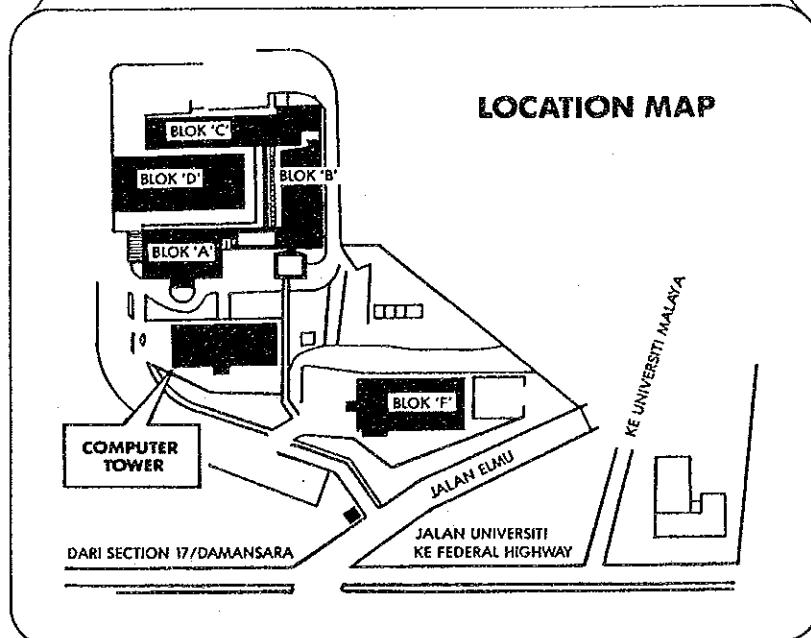 LOCATION MAP
BLOK 'C'
BLOK 'D'
BLOK 'B'
BLOK 'A'
KE UNIVERSITI MALAYA
BLOK 'F'
COMPUTER
TOWER
JALAN ELMU
DARI SECTION 17/DAMANSARA
JALAN UNIVERSITI
KE FEDERAL HIGHWAY